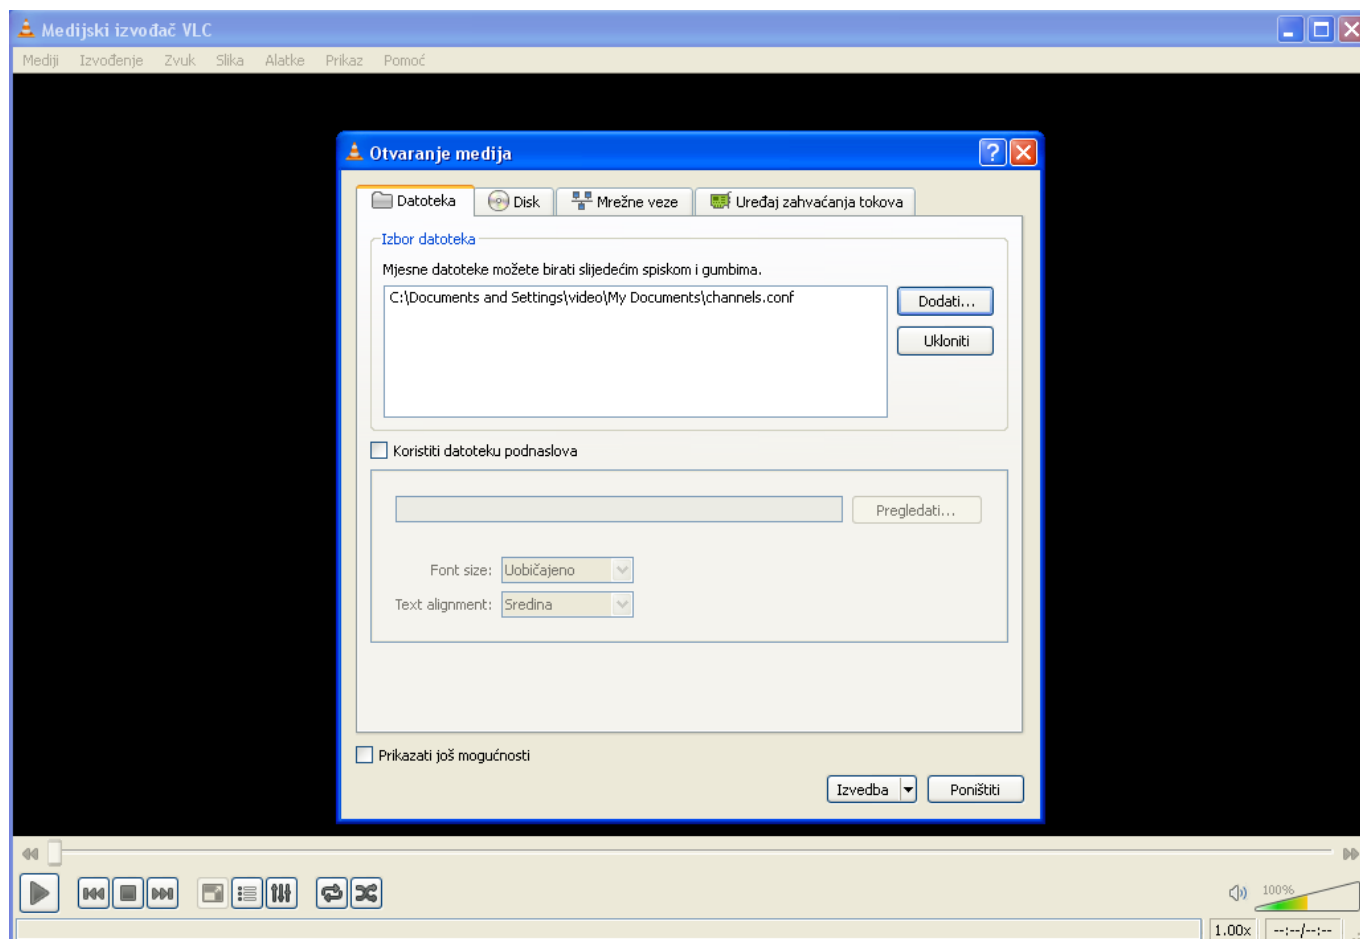 Medijski izvođač VLC
Mediji Izvođenje Zvuk Slika Alatke Prikaz Pomoć
Otvaranje medija
Datoteka Disk Mrežne veze Uređaj zahvaćanja tokova
Izbor datoteka
Mjesne datoteke možete birati slijedećim spiskom i gumbima.
C:\Documents and Settings\video\My Documents\channels.conf
Dodati...
Ukloniti
Koristiti datoteku podnaslova
Pregledati...
Font size: Uobičajeno
Text alignment: Sredina
Prikazati još mogućnosti
Izvedba Poništiti
100%
1.00x --:--/--:--